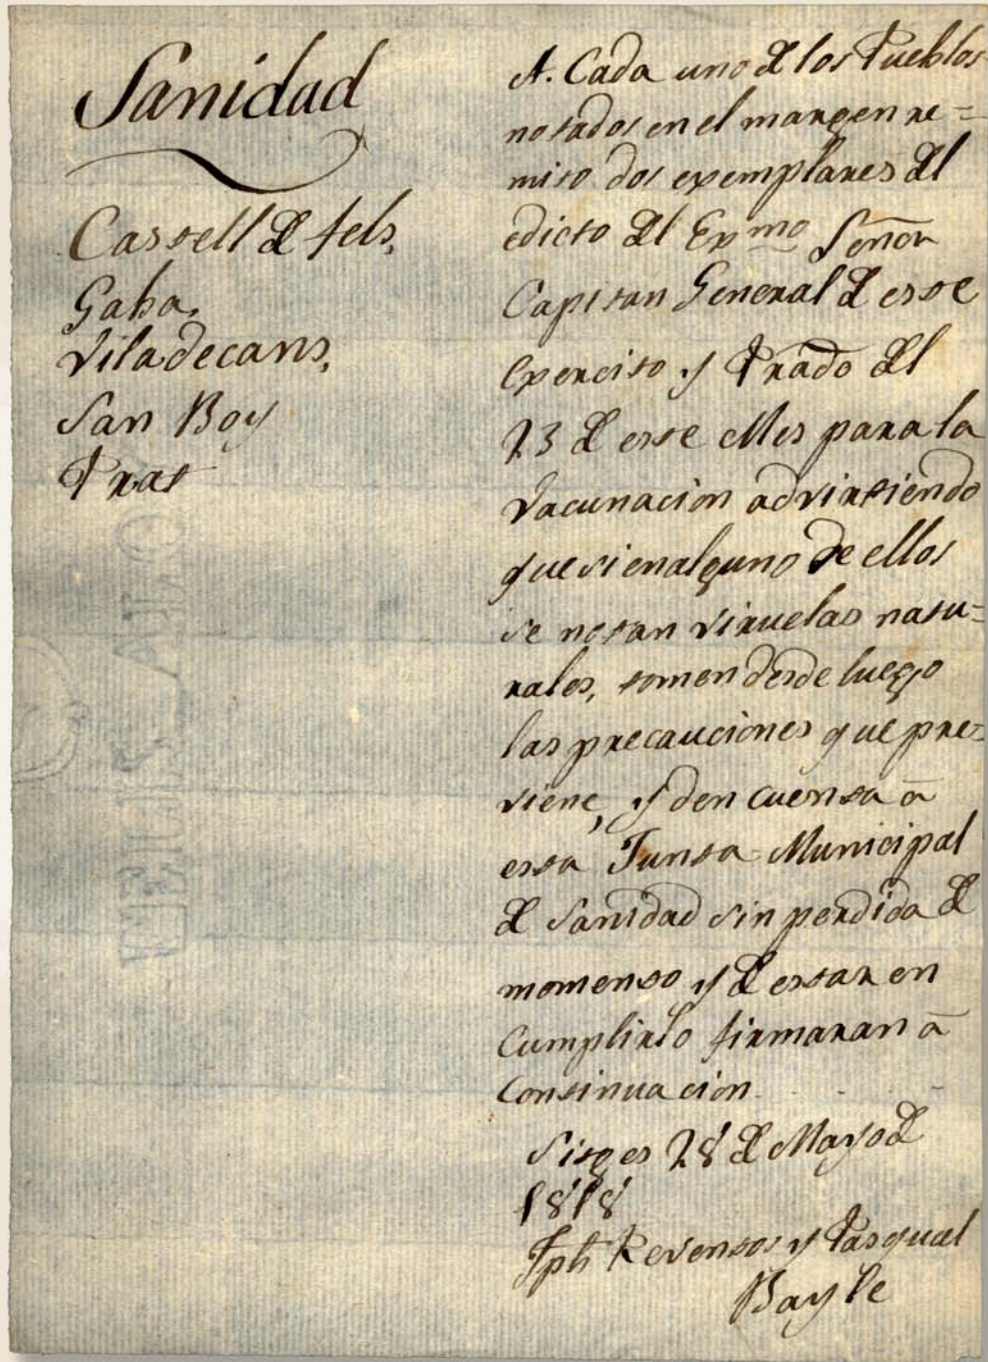 Sanidad
Castell de fels,
Gaba,
Viladecans,
San Boy
Prat
A. Cada uno de los Pueblos
notados en el margen re=
mito dos exemplares del
edicto del Exmo Señor
Capitan General de este
Exercito y Prado del
23 de este Mes para la
Vacunacion advirtiendo
que si en alguno de ellos
se notan viruelas natu=
rales, tomen desde luego
las precauciones que pre=
viene, y den cuenta â
esta Junta Municipal
de Sanidad sin perdida de
momento y de estar en
Cumplirlo firmaran â
Continuacion
Sitges 28 de Mayo de
1818
Jph Reventos y Pasqual
Bayle